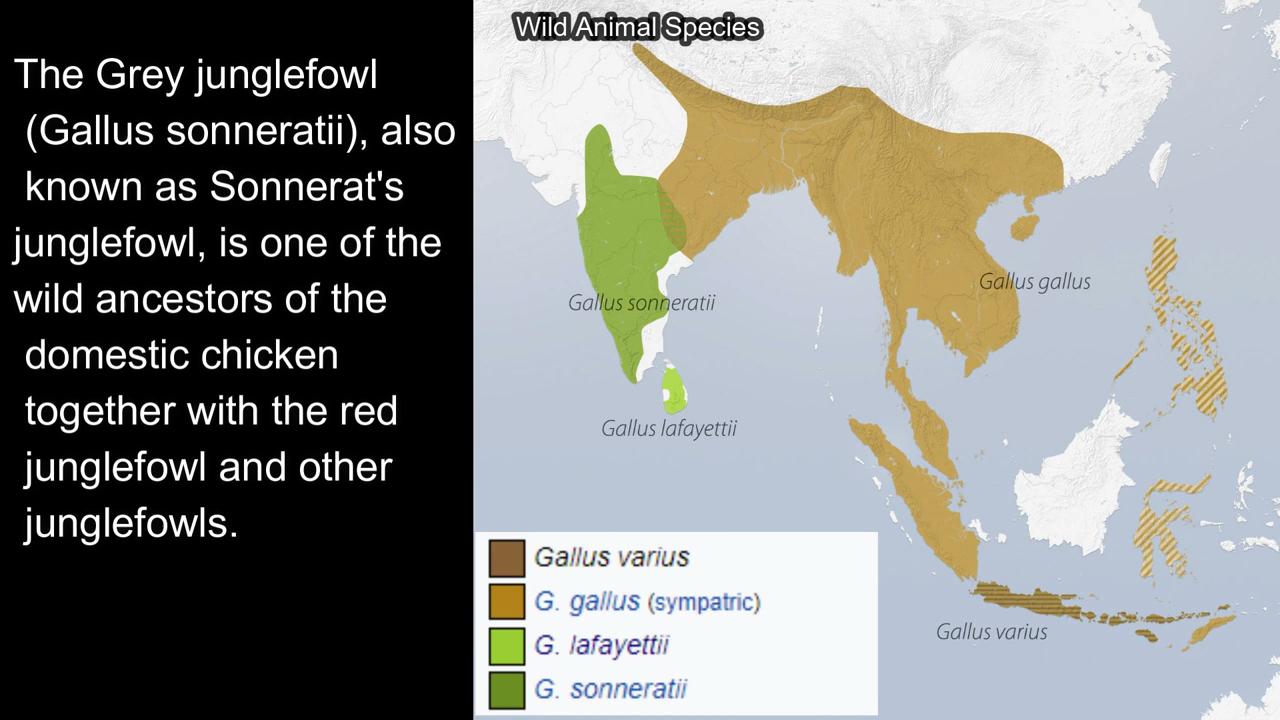 Wild Animal Species
The Grey junglefowl
(Gallus sonneratii), also
known as Sonnerat's
junglefowl, is one of the
wild ancestors of the
domestic chicken
together with the red
junglefowl and other
junglefowls.
Gallus gallus
Gallus sonneratii
Gallus lafayettii
Gallus varius
Gallus varius
G. gallus (sympatric)
G. lafayettii
G. sonneratii